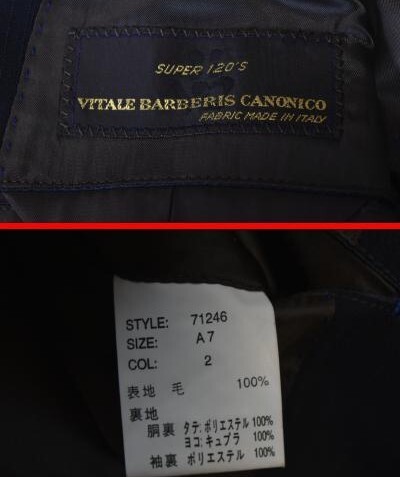 SUPER 120'S
VITALE BARBERIS CANONICO
FABRIC MADE IN ITALY
STYLE: 71246
SIZE: A7
COL: 2
表地 毛 100%
裏地
胴裏 タテ:ポリエステル 100%
ヨコ:キュプラ 100%
袖裏 ポリエステル 100%